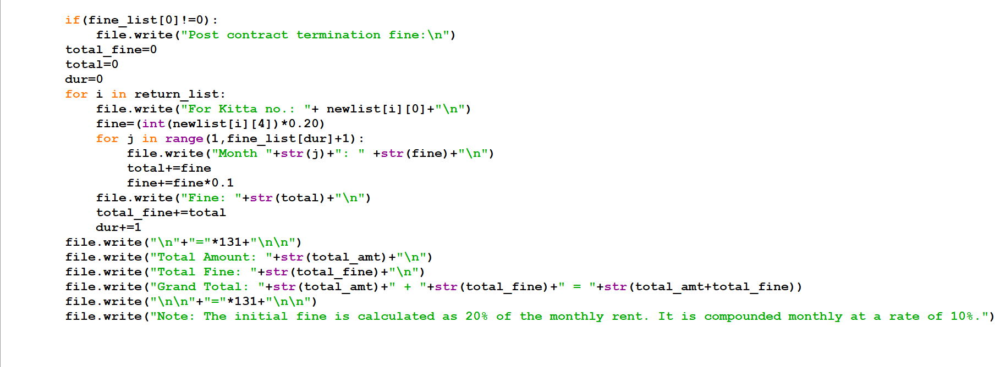 if(fine_list[0]!=0):
file.write("Post contract termination fine:\n")
total_fine=0
total=0
dur=0
for i in return_list:
file.write("For Kitta no.: "+ newlist[i][0]+"\n")
fine=(int(newlist[i][4])*0.20)
for j in range(1,fine_list[dur]+1):
file.write("Month "+str(j)+": " +str(fine)+"\n")
total+=fine
fine+=fine*0.1
file.write("Fine: "+str(total)+"\n")
total_fine+=total
dur+=1
file.write("\n"+"="*131+"\n\n")
file.write("Total Amount: "+str(total_amt)+"\n")
file.write("Total Fine: "+str(total_fine)+"\n")
file.write("Grand Total: "+str(total_amt)+" + "+str(total_fine)+" = "+str(total_amt+total_fine))
file.write("\n\n"+"="*131+"\n\n")
file.write("Note: The initial fine is calculated as 20% of the monthly rent. It is compounded monthly at a rate of 10%.")